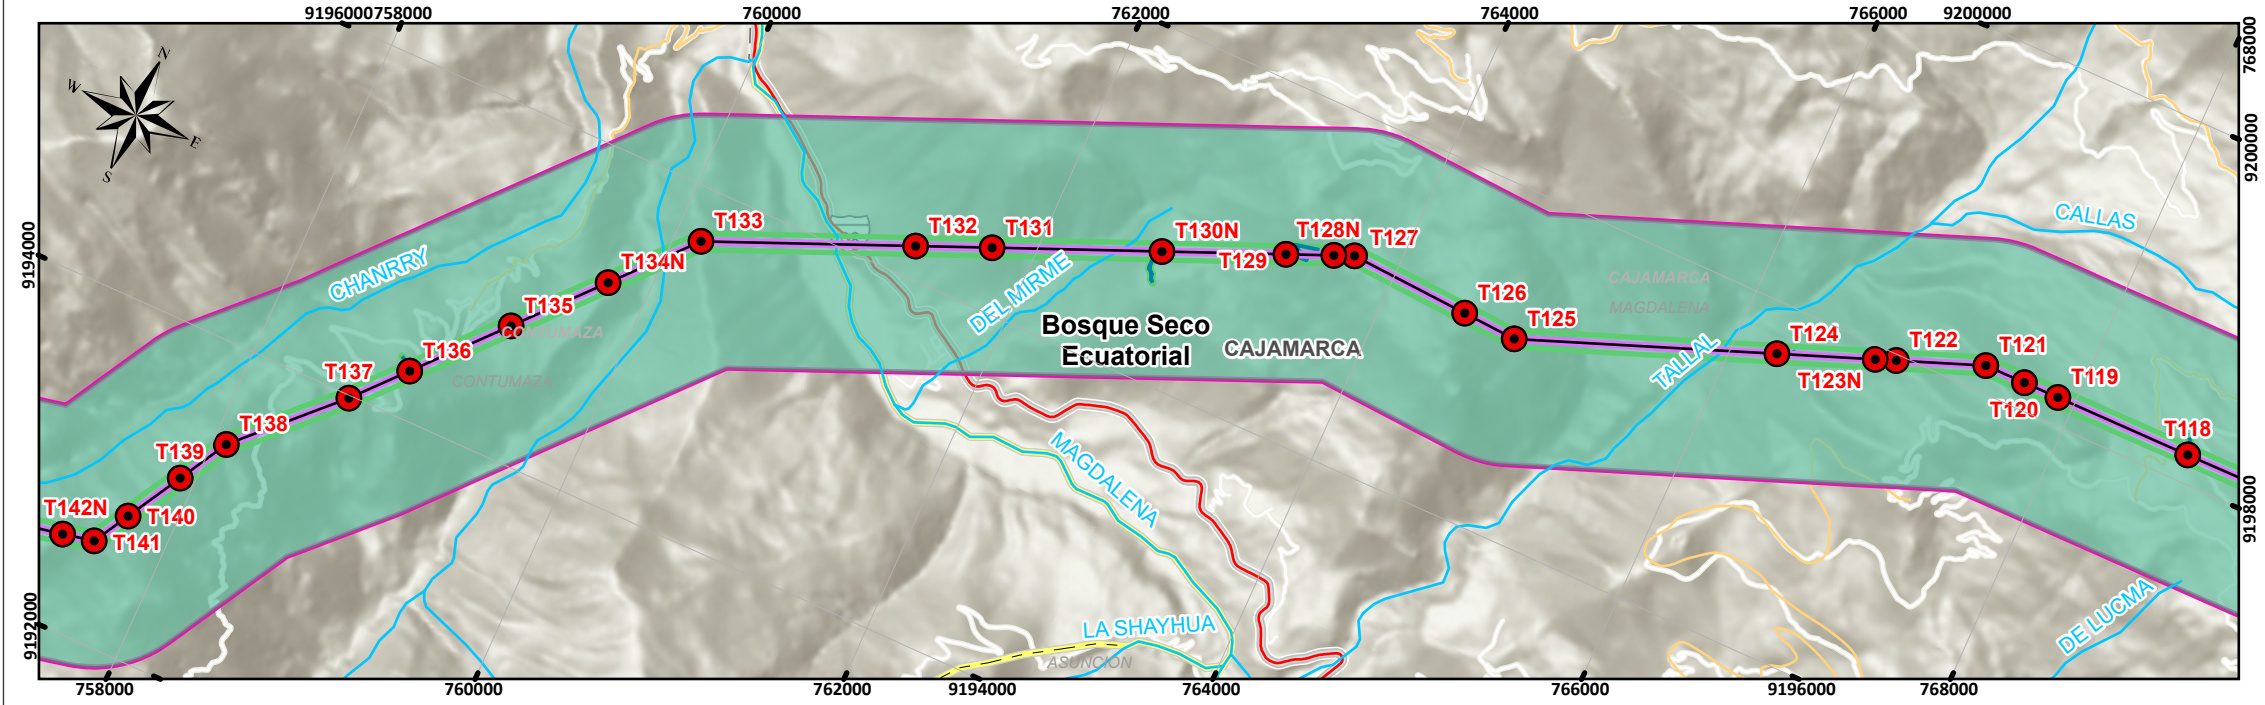 9196000
758000
760000
762000
764000
766000
9200000
768000
9200000
9198000
9194000
9192000
N
W
E
S
CHANRRY
T133
T132
T131
T130N
T129
T128N
T127
T134N
T135
CONTUMAZA
T136
CONTUMAZA
T137
T138
T139
T140
T141
T142N
DEL MIRME
Bosque Seco
Ecuatorial
CAJAMARCA
T126
T125
CAJAMARCA
MAGDALENA
CALLAS
TALLAL
T124
T123N
T122
T121
T120
T119
T118
MAGDALENA
LA SHAYHUA
ASUNCION
DE LUCMA
758000
760000
762000
9194000
764000
766000
9196000
768000